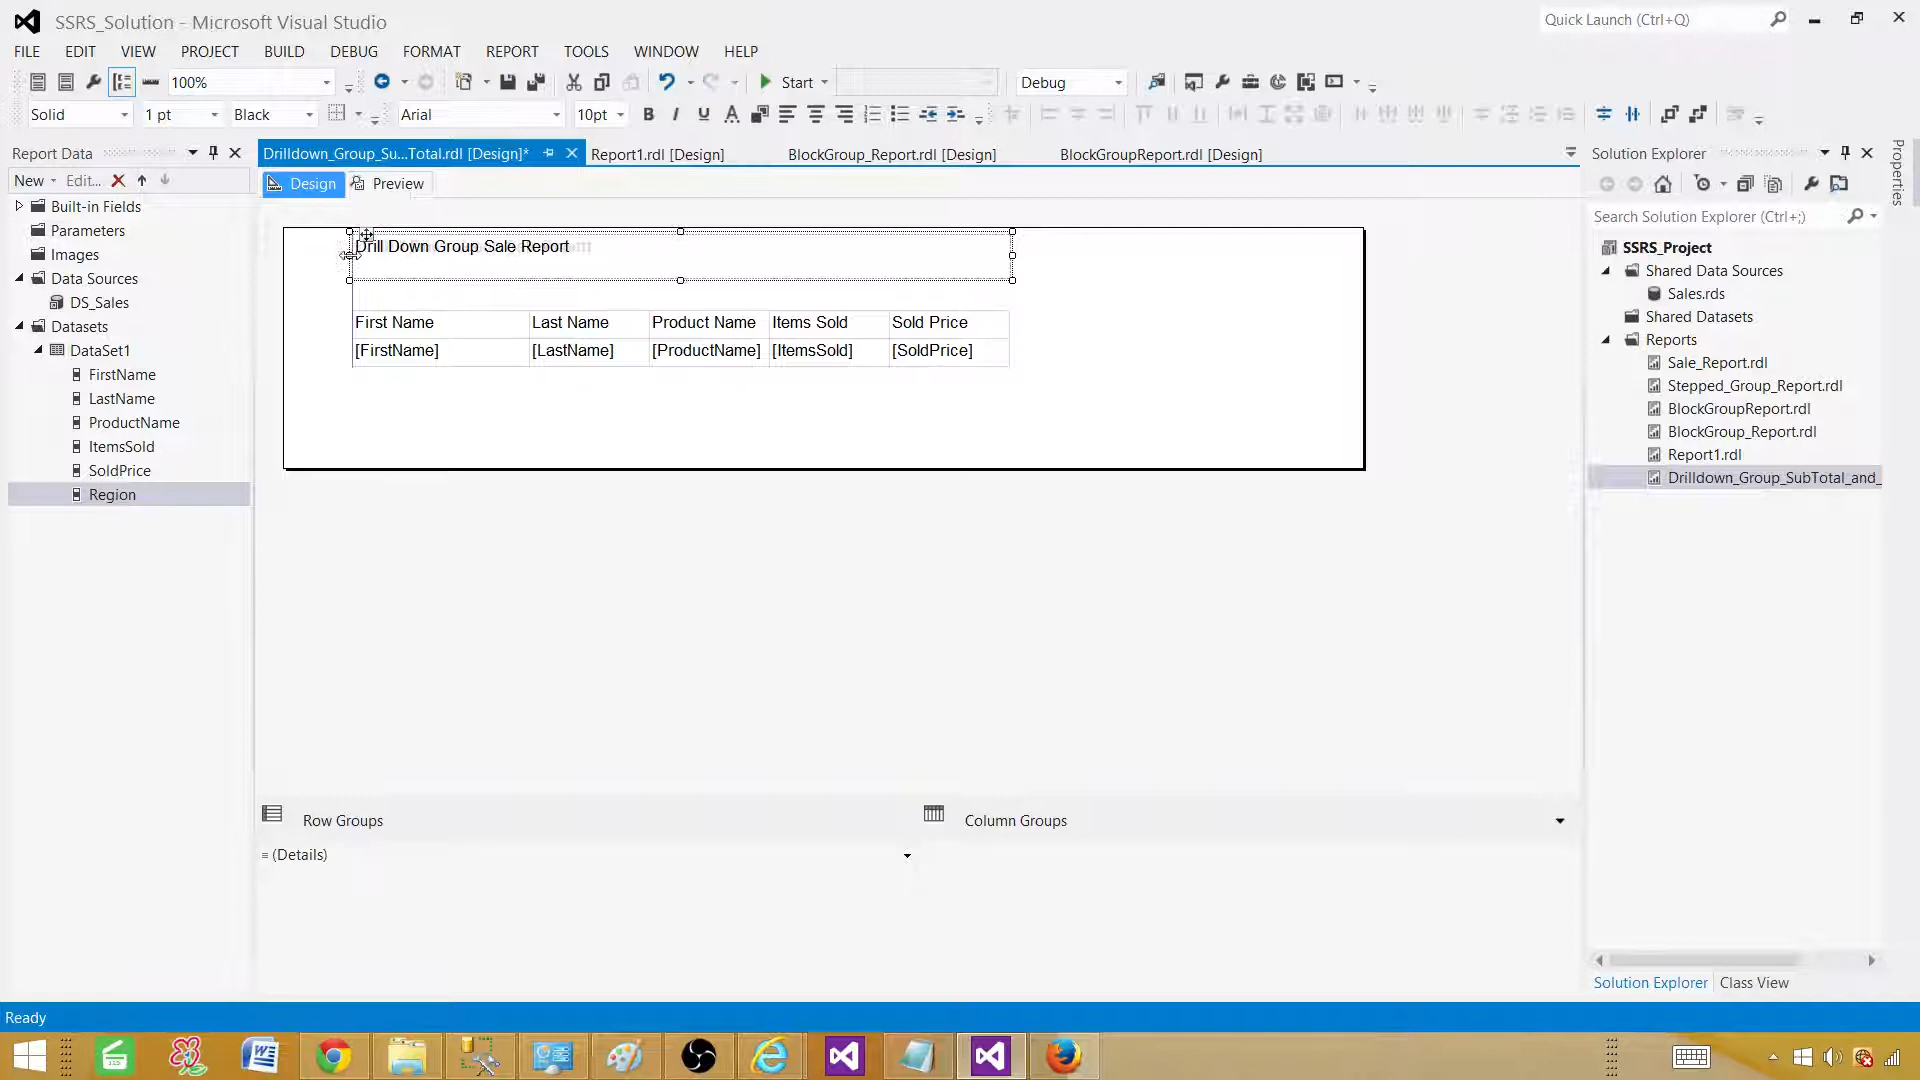 SSRS_Solution - Microsoft Visual Studio
Quick Launch (Ctrl+Q)
FILE EDIT VIEW PROJECT BUILD DEBUG FORMAT REPORT TOOLS WINDOW HELP
100% Start Debug
Solid 1 pt Black Arial 10pt B I U A
Report Data
Drilldown_Group_Su...Total.rdl [Design]* Report1.rdl [Design] BlockGroup_Report.rdl [Design] BlockGroupReport.rdl [Design]
Solution Explorer
Properties
New Edit...
Design Preview
Search Solution Explorer (Ctrl+;)
Built-in Fields
Parameters
Images
Data Sources
DS_Sales
Datasets
DataSet1
FirstName
LastName
ProductName
ItemsSold
SoldPrice
Region
Drill Down Group Sale Report
First Name Last Name Product Name Items Sold Sold Price
[FirstName] [LastName] [ProductName] [ItemsSold] [SoldPrice]
SSRS_Project
Shared Data Sources
Sales.rds
Shared Datasets
Reports
Sale_Report.rdl
Stepped_Group_Report.rdl
BlockGroupReport.rdl
BlockGroup_Report.rdl
Report1.rdl
Drilldown_Group_SubTotal_and_
Row Groups Column Groups
(Details)
Solution Explorer Class View
Ready